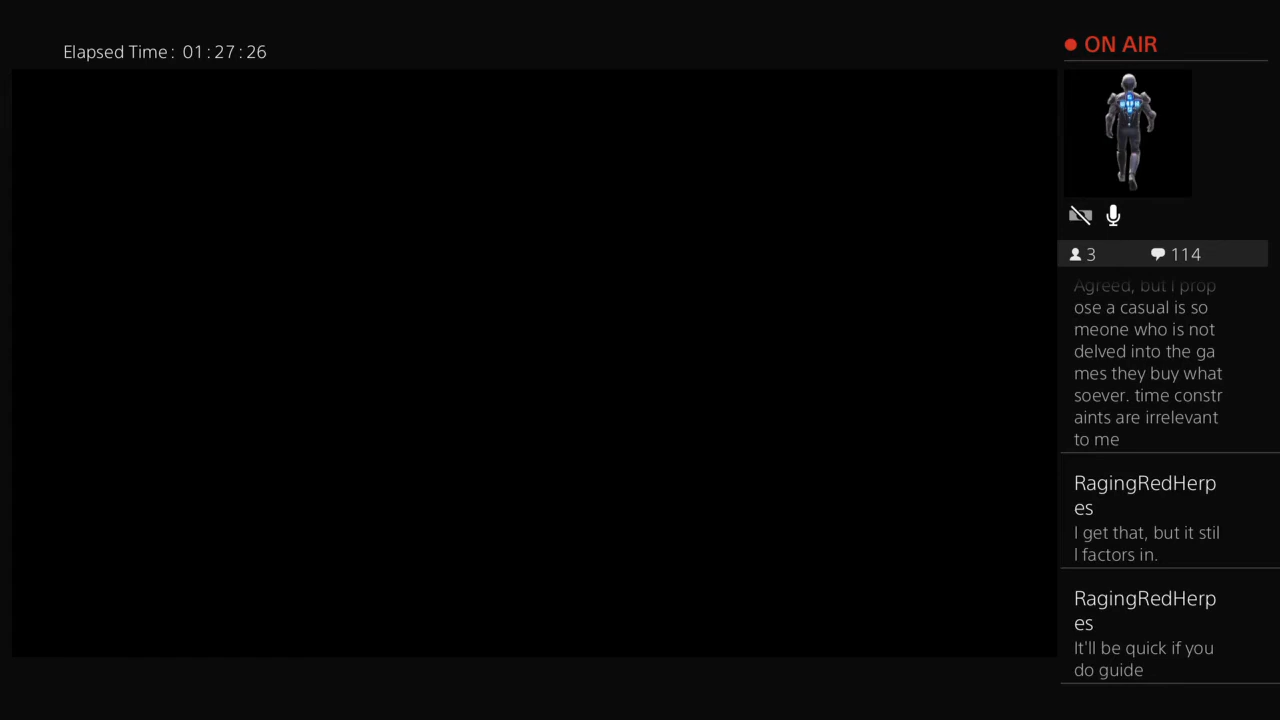 Elapsed Time: 01:27:26
ON AIR
3 114
Agreed, but I prop
ose a casual is so
meone who is not
delved into the ga
mes they buy what
soever. time constr
aints are irrelevant
to me
RagingRedHerp
es
I get that, but it stil
l factors in.
RagingRedHerp
es
It'll be quick if you
do guide